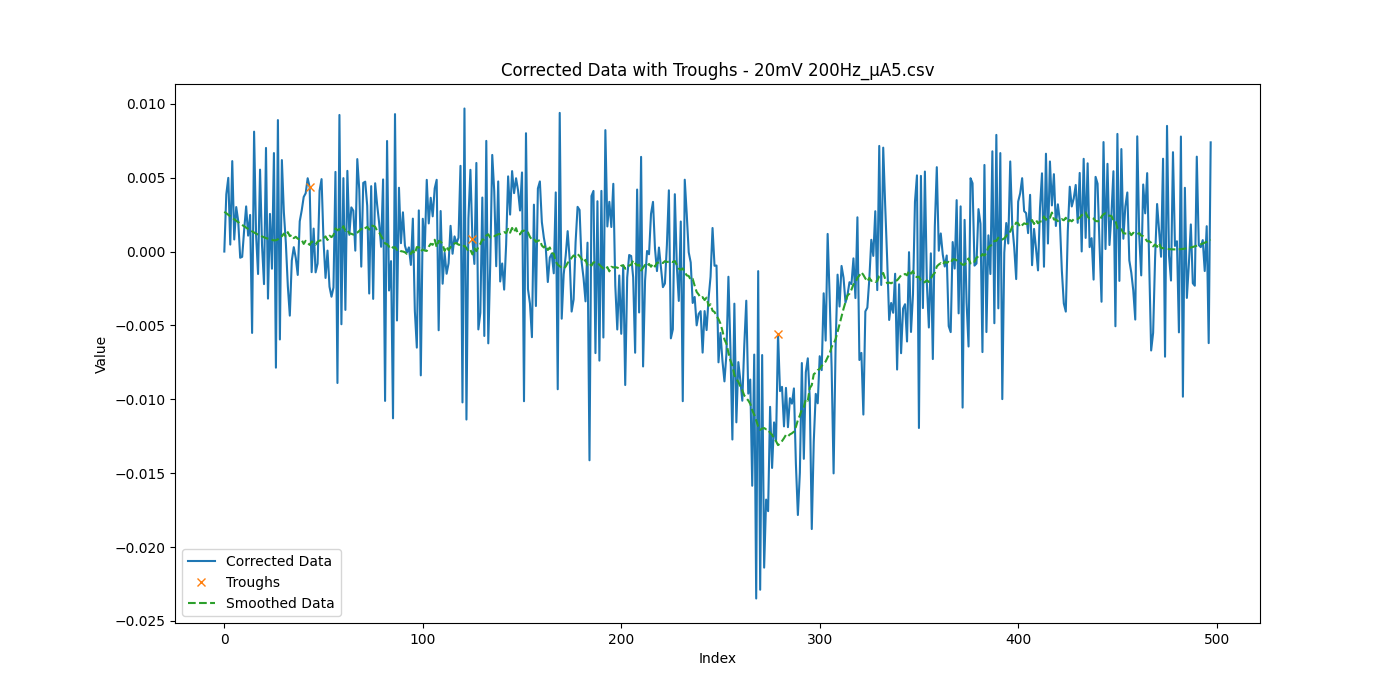 Corrected Data with Troughs - 20mV 200Hz_μA5.csv
0.010
0.005
0.000
−0.005
−0.010
−0.015
−0.020
−0.025
Value
Corrected Data
Troughs
Smoothed Data
0 100 200 300 400 500
Index